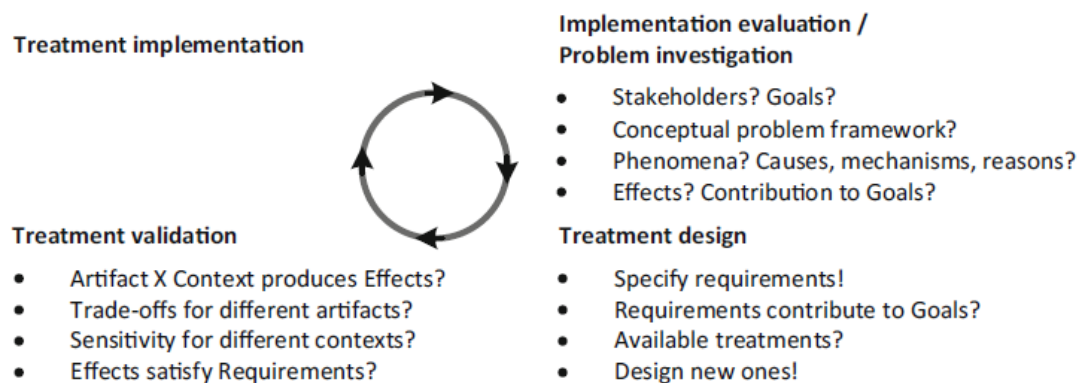 Treatment implementation
Implementation evaluation /
Problem investigation
• Stakeholders? Goals?
• Conceptual problem framework?
• Phenomena? Causes, mechanisms, reasons?
• Effects? Contribution to Goals?
Treatment validation
• Artifact X Context produces Effects?
• Trade-offs for different artifacts?
• Sensitivity for different contexts?
• Effects satisfy Requirements?
Treatment design
• Specify requirements!
• Requirements contribute to Goals?
• Available treatments?
• Design new ones!